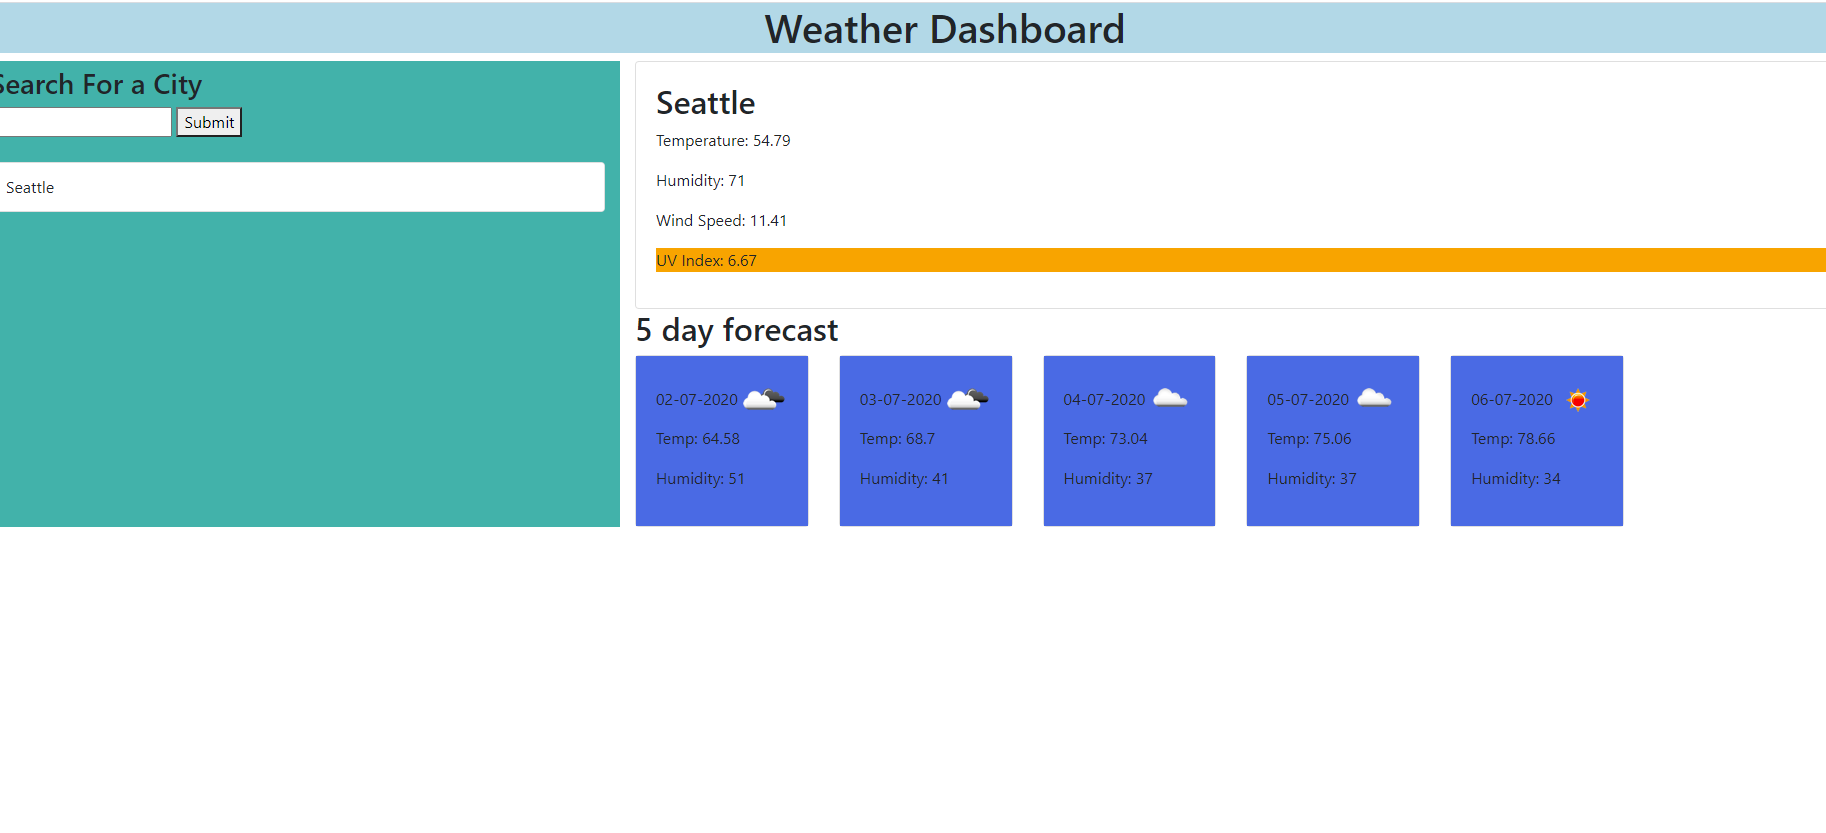 Weather Dashboard
Search For a City
Submit
Seattle
Seattle
Temperature: 54.79
Humidity: 71
Wind Speed: 11.41
UV Index: 6.67
5 day forecast
02-07-2020
Temp: 64.58
Humidity: 51
03-07-2020
Temp: 68.7
Humidity: 41
04-07-2020
Temp: 73.04
Humidity: 37
05-07-2020
Temp: 75.06
Humidity: 37
06-07-2020
Temp: 78.66
Humidity: 34